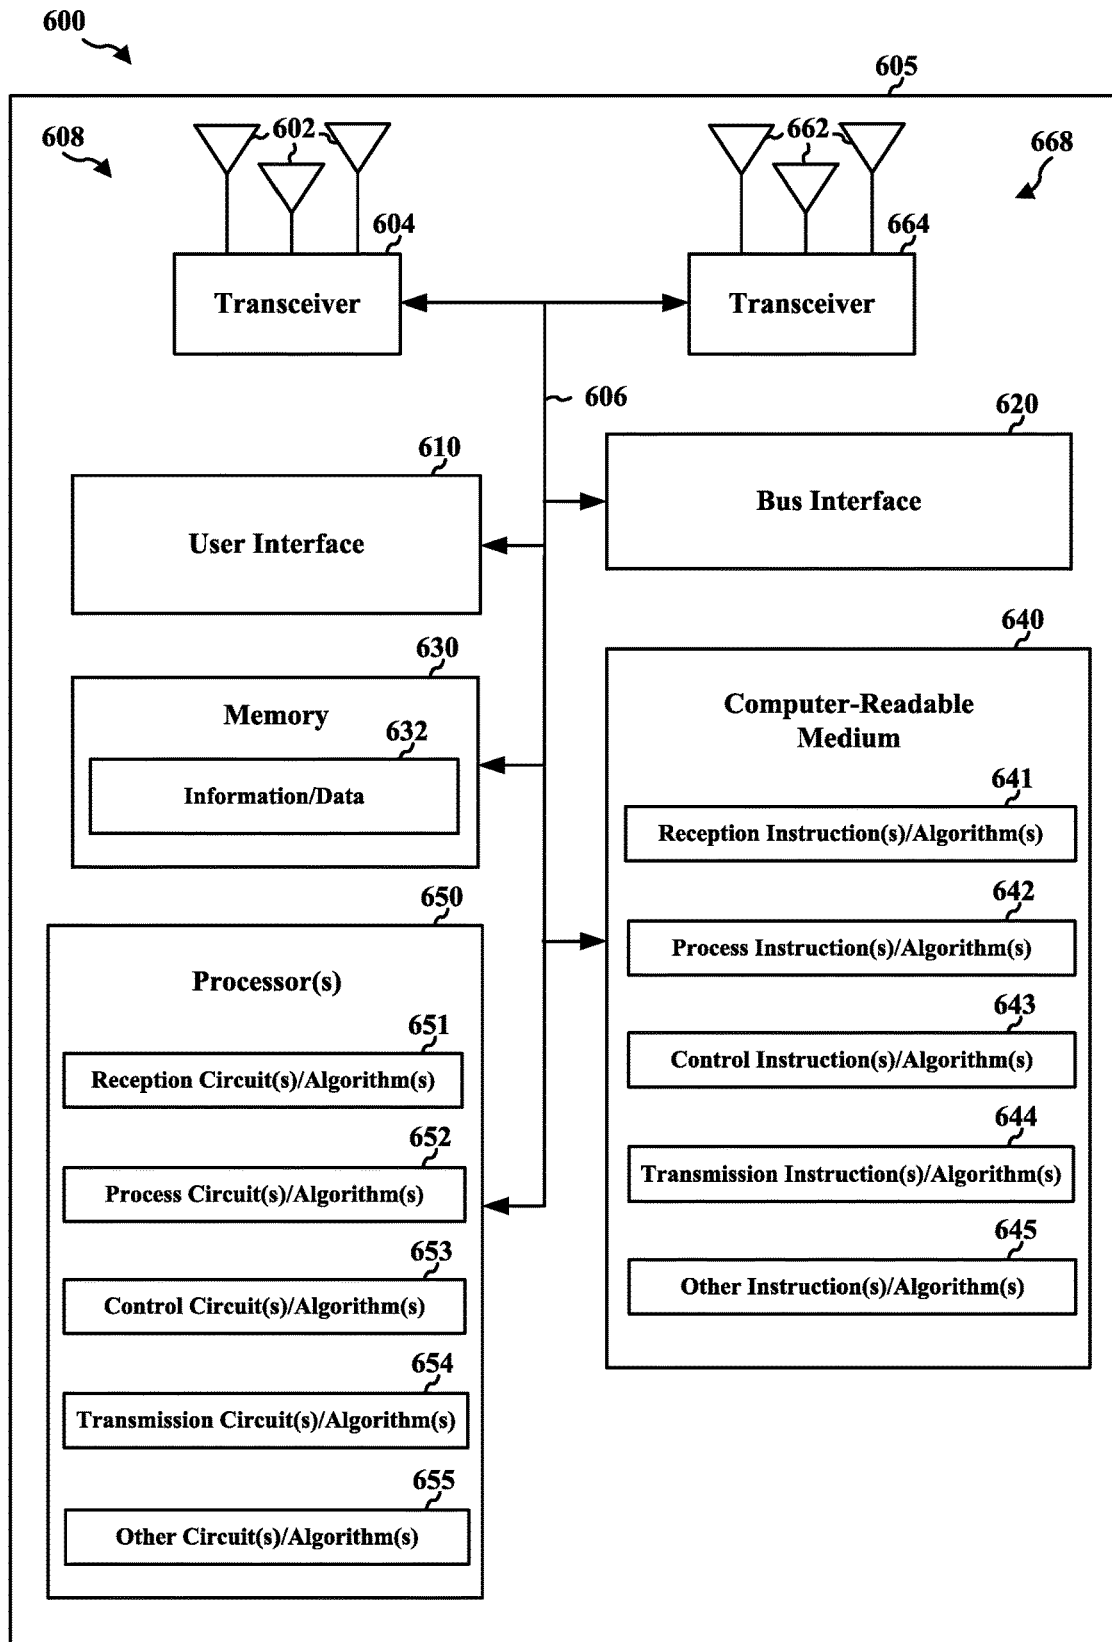 600
605
608
602
662
668
604
664
Transceiver
Transceiver
606
620
Bus Interface
610
User Interface
630
Memory
632
Information/Data
640
Computer-Readable
Medium
641
Reception Instruction(s)/Algorithm(s)
642
Process Instruction(s)/Algorithm(s)
643
Control Instruction(s)/Algorithm(s)
644
Transmission Instruction(s)/Algorithm(s)
645
Other Instruction(s)/Algorithm(s)
650
Processor(s)
651
Reception Circuit(s)/Algorithm(s)
652
Process Circuit(s)/Algorithm(s)
653
Control Circuit(s)/Algorithm(s)
654
Transmission Circuit(s)/Algorithm(s)
655
Other Circuit(s)/Algorithm(s)